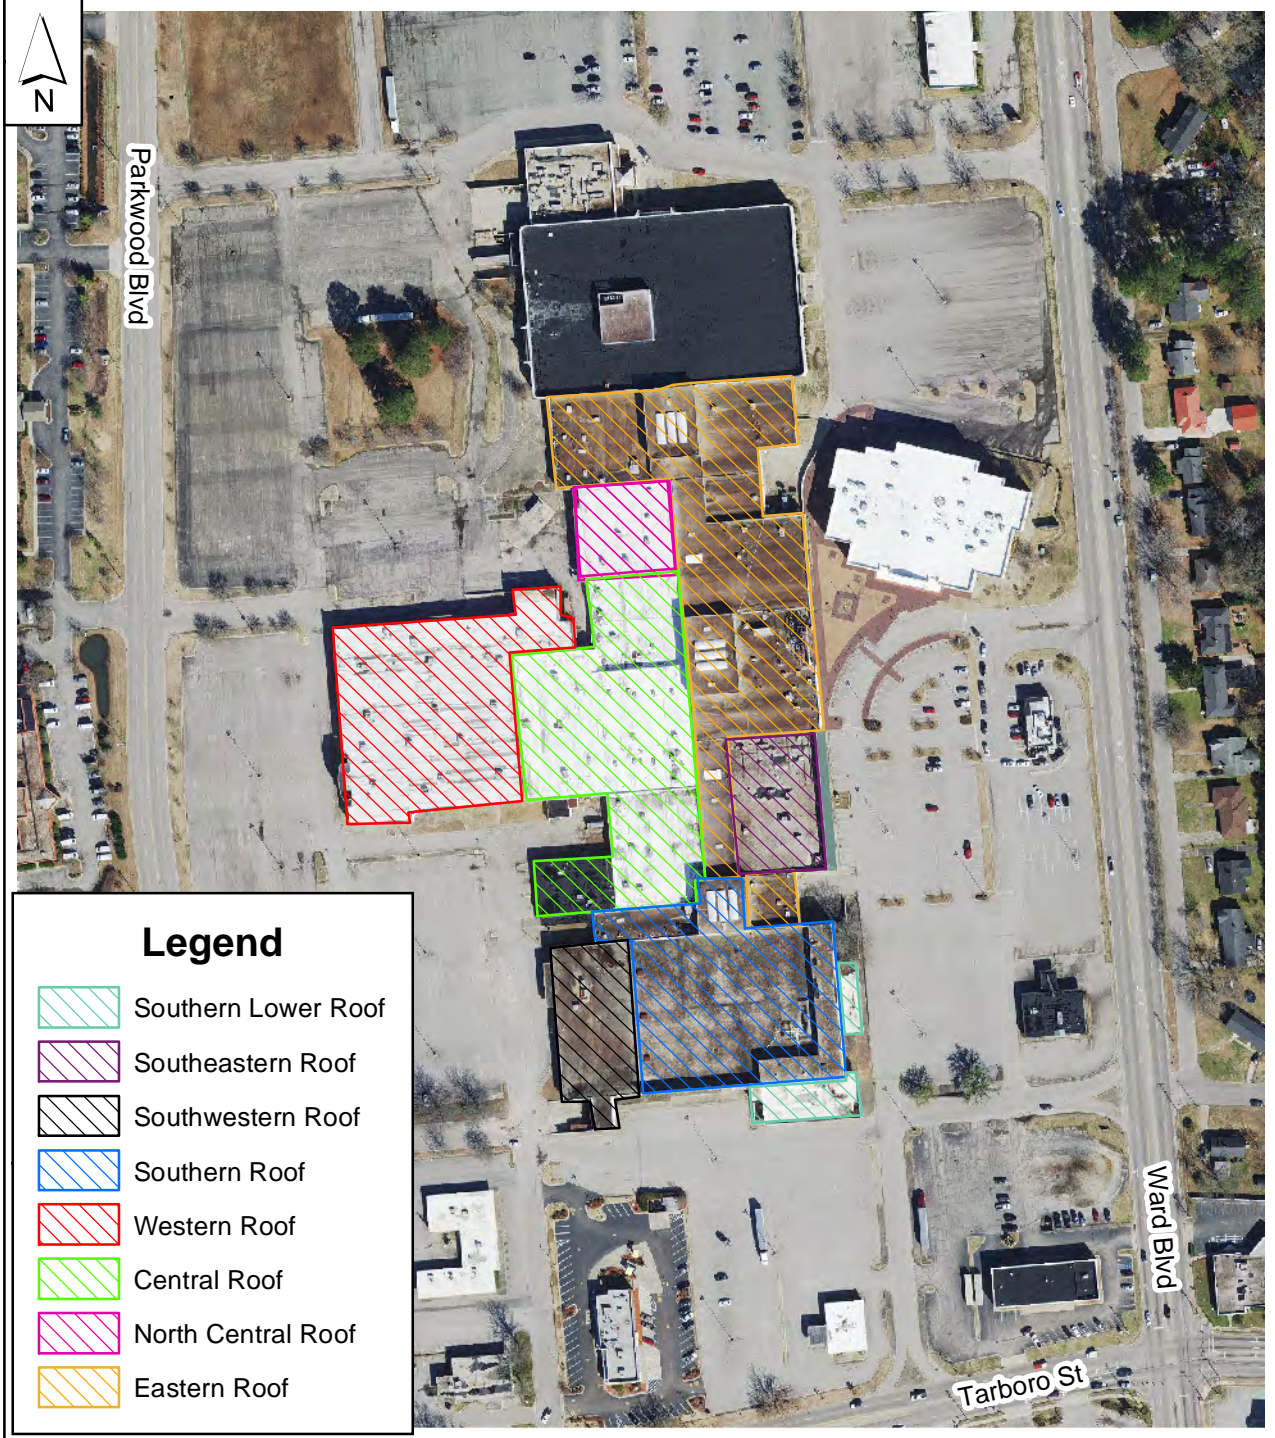 N
Parkwood Blvd
Legend
Southern Lower Roof
Southeastern Roof
Southwestern Roof
Southern Roof
Western Roof
Central Roof
North Central Roof
Eastern Roof
Ward Blvd
Tarboro St